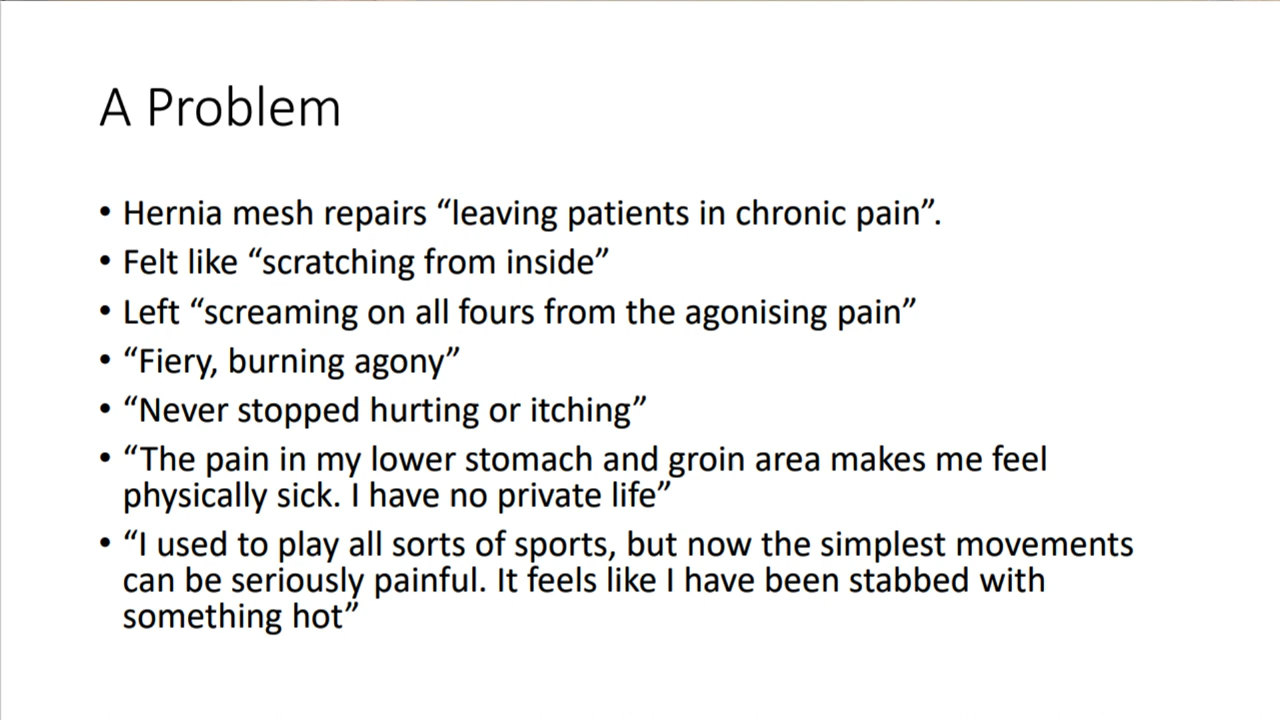 A Problem
• Hernia mesh repairs “leaving patients in chronic pain”.
• Felt like “scratching from inside”
• Left “screaming on all fours from the agonising pain”
• “Fiery, burning agony”
• “Never stopped hurting or itching”
• “The pain in my lower stomach and groin area makes me feel
physically sick. I have no private life”
• “I used to play all sorts of sports, but now the simplest movements
can be seriously painful. It feels like I have been stabbed with
something hot”